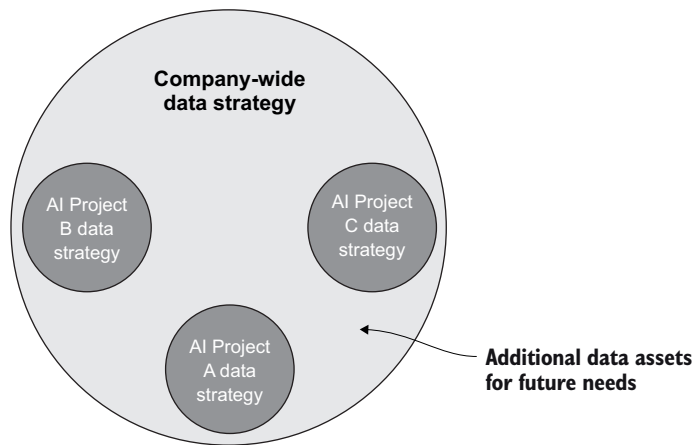 Company-wide
data strategy
AI Project
B data
strategy
AI Project
C data
strategy
AI Project
A data
strategy
Additional data assets
for future needs